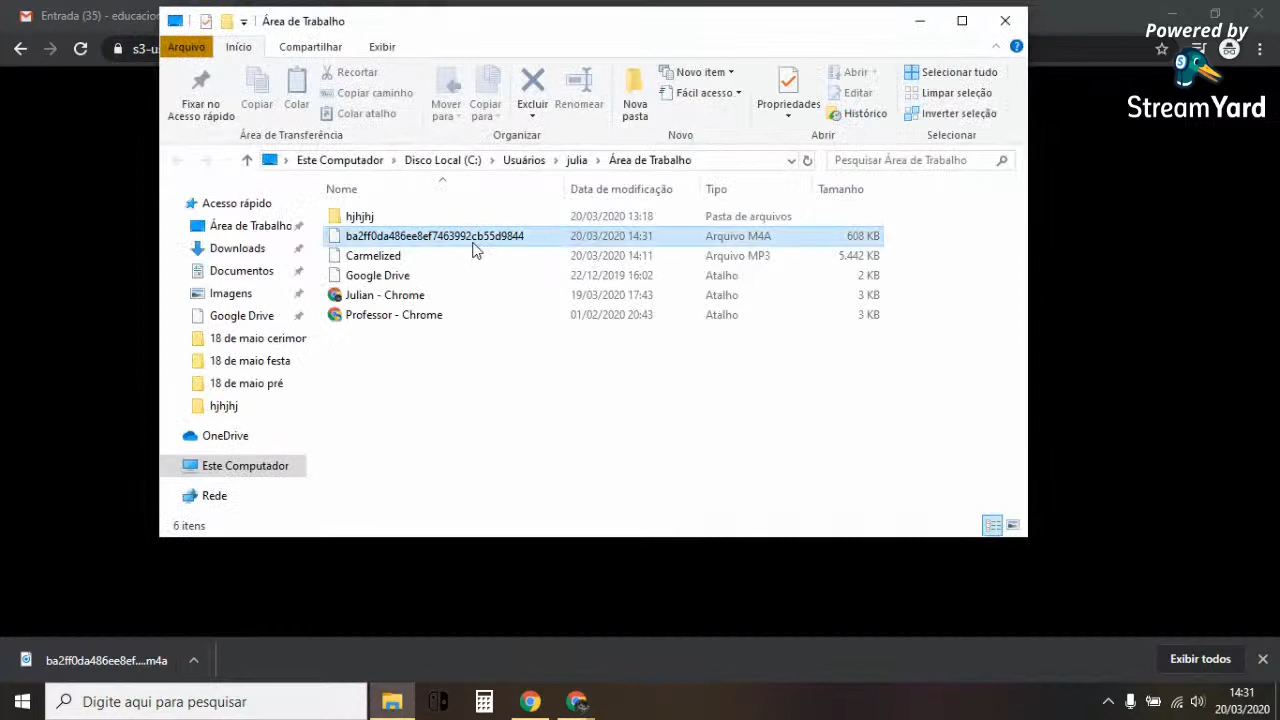 Entrada (35) - educacior
Powered by
StreamYard
s3-us
Área de Trabalho
Arquivo
Início
Compartilhar
Exibir
Fixar no
Acesso rápido
Copiar
Colar
Recortar
Copiar caminho
Colar atalho
Área de Transferência
Mover
para
Copiar
para
Excluir
Renomear
Organizar
Nova
pasta
Novo item
Fácil acesso
Novo
Propriedades
Abrir
Editar
Histórico
Abrir
Selecionar tudo
Limpar seleção
Inverter seleção
Selecionar
Este Computador > Disco Local (C:) > Usuários > julia > Área de Trabalho
Pesquisar Área de Trabalho
Nome Data de modificação Tipo Tamanho
hjhjhj 20/03/2020 13:18 Pasta de arquivos
ba2ff0da486ee8ef7463992cb55d9844 20/03/2020 14:31 Arquivo M4A 608 KB
Carmelized 20/03/2020 14:11 Arquivo MP3 5.442 KB
Google Drive 22/12/2019 16:02 Atalho 2 KB
Julian - Chrome 19/03/2020 17:43 Atalho 3 KB
Professor - Chrome 01/02/2020 20:43 Atalho 3 KB
Acesso rápido
Área de Trabalho
Downloads
Documentos
Imagens
Google Drive
18 de maio cerimor
18 de maio festa
18 de maio pré
hjhjhj
OneDrive
Este Computador
Rede
6 itens
ba2ff0da486ee8ef....m4a
Exibir todos
Digite aqui para pesquisar
14:31
20/03/2020